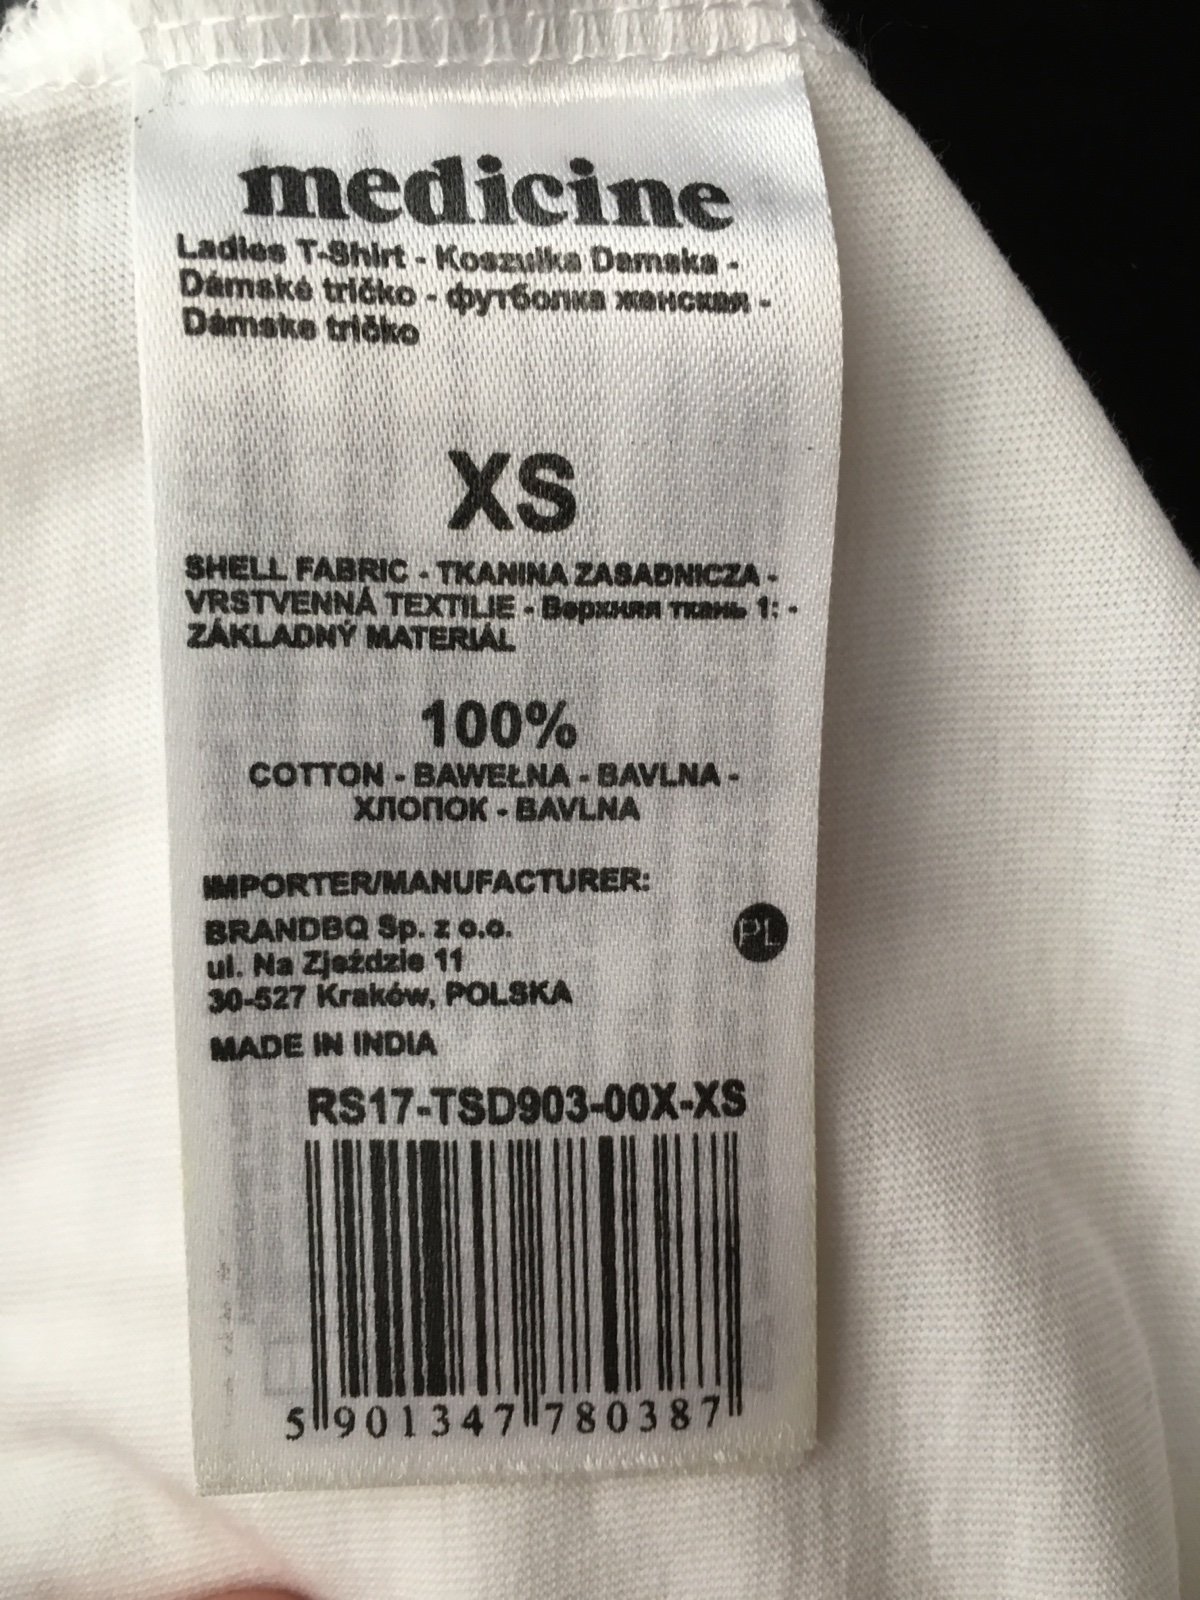 medicine
Ladies T-Shirt - Koszulka Damska -
Dámské tričko - футболка женская -
Dámske tričko
XS
SHELL FABRIC - TKANINA ZASADNICZA -
VRSTVENNÁ TEXTILIE - Верхняя ткань 1: -
ZÁKLADNÝ MATERIÁL
100%
COTTON - BAWEŁNA - BAVLNA -
ХЛОПОК - BAVLNA
IMPORTER/MANUFACTURER:
BRANDBQ Sp. z o.o.
ul. Na Zjeździe 11
30-527 Kraków, POLSKA
PL
MADE IN INDIA
RS17-TSD903-00X-XS
5 901347 780387